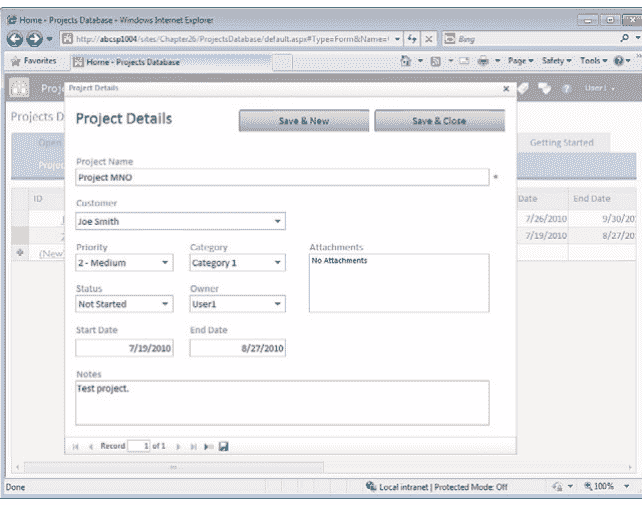 Home - Projects Database - Windows Internet Explorer
http://abcsp1004/sites/Chapter26/ProjectsDatabase/default.aspx#Type=Form&Name=
Bing
Favorites
Home - Projects Database
Page
Safety
Tools
Proje
Project Details
User1
Projects D
Project Details
Save & New
Save & Close
Open
Getting Started
Projec
Project Name
Project MNO
*
ID
Date
End Date
Customer
Joe Smith
7/26/2010
9/30/20
7/19/2010
8/27/20
(New)
Priority
Category
Attachments
2 - Medium
Category 1
No Attachments
Status
Owner
Not Started
User1
Start Date
End Date
7/19/2010
8/27/2010
Notes
Test project.
Record 1 of 1
Done
Local intranet | Protected Mode: Off
100%